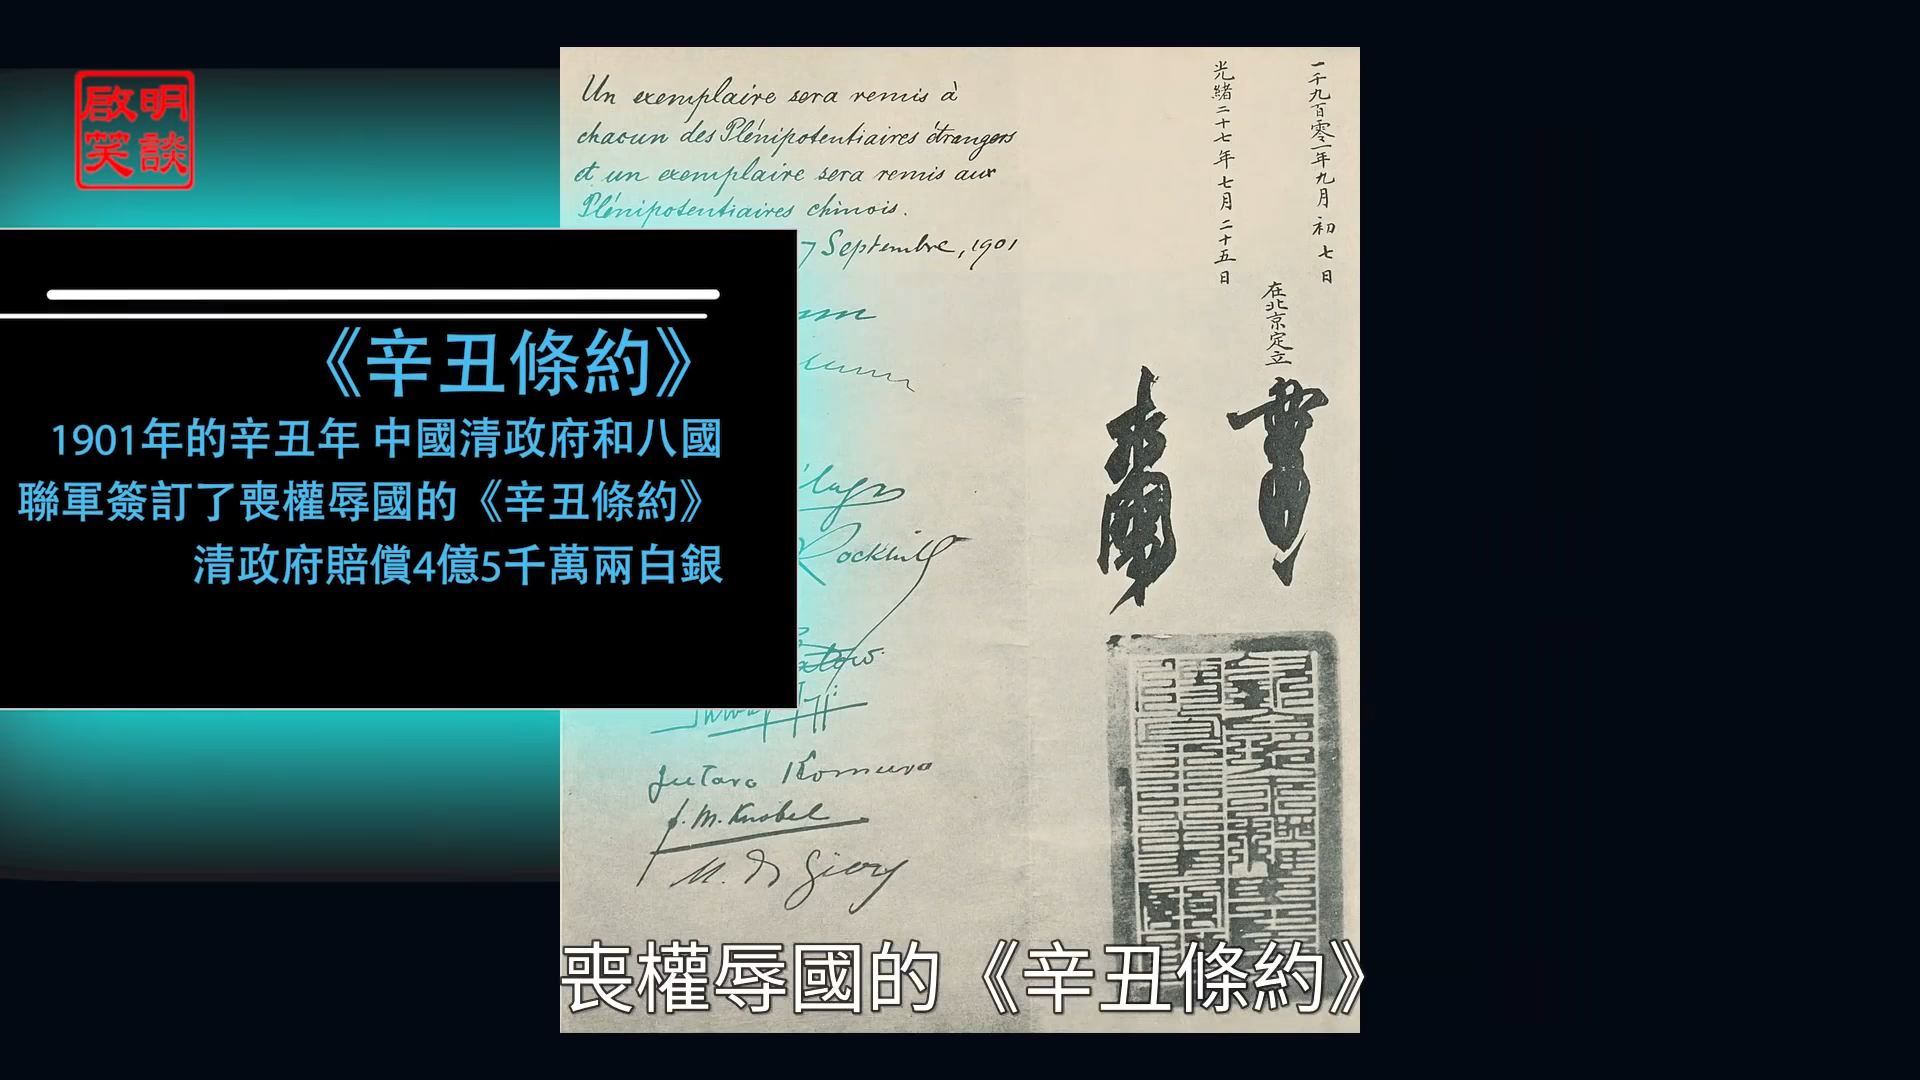 啟明
笑談
《辛丑條約》
1901年的辛丑年 中國清政府和八國
聯軍簽訂了喪權辱國的《辛丑條約》
清政府賠償4億5千萬兩白銀
Un exemplaire sera remis à
chacun des Plénipotentiaires étrangers
et un exemplaire sera remis aux
Plénipotentiaires chinois.
7 Septembre, 1901
Rockhill
Jutaro Komura
F. M. Knobel
M. de Giers
一千九百零一年九月初七日
光緒二十七年七月二十五日
在北京定立
喪權辱國的《辛丑條約》